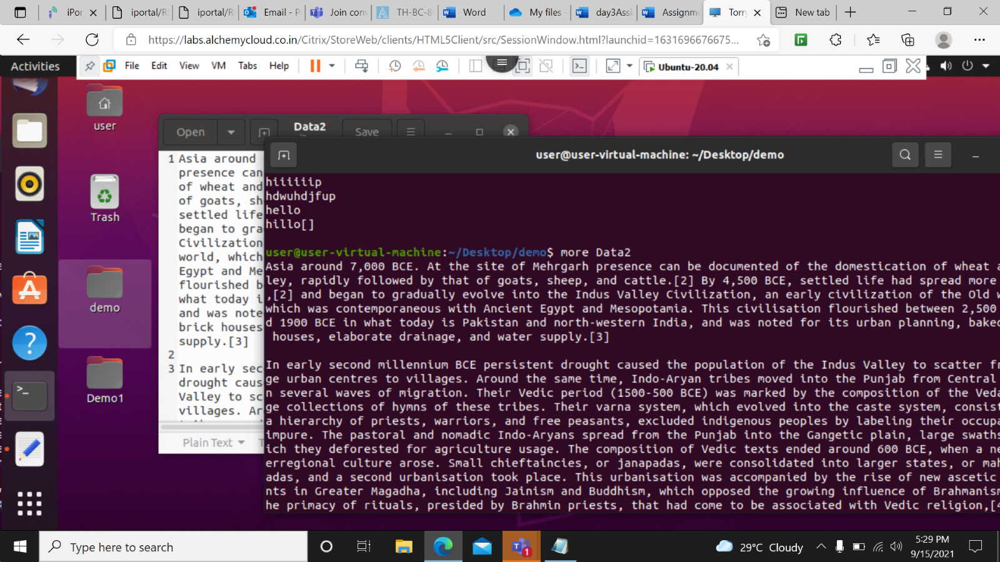 iPor
iportal/R
iportal/R
Email - P
Join con
TH-BC-8
Word
My files -
day3Assi
Assignm
Torry
New tab
https://labs.alchemycloud.co.in/Citrix/StoreWeb/clients/HTML5Client/src/SessionWindow.html?launchid=1631696676675...
Activities
File Edit View VM Tabs Help
Ubuntu-20.04
user
Trash
demo
Demo1
Open
Data2
Save
1 Asia around
presence can
of wheat and
of goats, sh
settled life
began to gra
Civilization
world, which
Egypt and Me
flourished b
what today i
and was note
brick houses
supply.[3]
2
3 In early sec
drought caus
Valley to sc
villages. Ar
Plain Text
user@user-virtual-machine: ~/Desktop/demo
hiiiiiip
hdwuhdjfup
hello
hillo[]
user@user-virtual-machine:~/Desktop/demo$ more Data2
Asia around 7,000 BCE. At the site of Mehrgarh presence can be documented of the domestication of wheat a
ley, rapidly followed by that of goats, sheep, and cattle.[2] By 4,500 BCE, settled life had spread more
,[2] and began to gradually evolve into the Indus Valley Civilization, an early civilization of the Old w
which was contemporaneous with Ancient Egypt and Mesopotamia. This civilisation flourished between 2,500
d 1900 BCE in what today is Pakistan and north-western India, and was noted for its urban planning, baked
houses, elaborate drainage, and water supply.[3]
In early second millennium BCE persistent drought caused the population of the Indus Valley to scatter fr
ge urban centres to villages. Around the same time, Indo-Aryan tribes moved into the Punjab from Central
n several waves of migration. Their Vedic period (1500-500 BCE) was marked by the composition of the Veda
ge collections of hymns of these tribes. Their varna system, which evolved into the caste system, consist
a hierarchy of priests, warriors, and free peasants, excluded indigenous peoples by labeling their occupa
impure. The pastoral and nomadic Indo-Aryans spread from the Punjab into the Gangetic plain, large swaths
ich they deforested for agriculture usage. The composition of Vedic texts ended around 600 BCE, when a ne
erregional culture arose. Small chieftaincies, or janapadas, were consolidated into larger states, or mah
adas, and a second urbanisation took place. This urbanisation was accompanied by the rise of new ascetic
nts in Greater Magadha, including Jainism and Buddhism, which opposed the growing influence of Brahmanism
he primacy of rituals, presided by Brahmin priests, that had come to be associated with Vedic religion,[4
Type here to search
1
29°C Cloudy
5:29 PM
9/15/2021